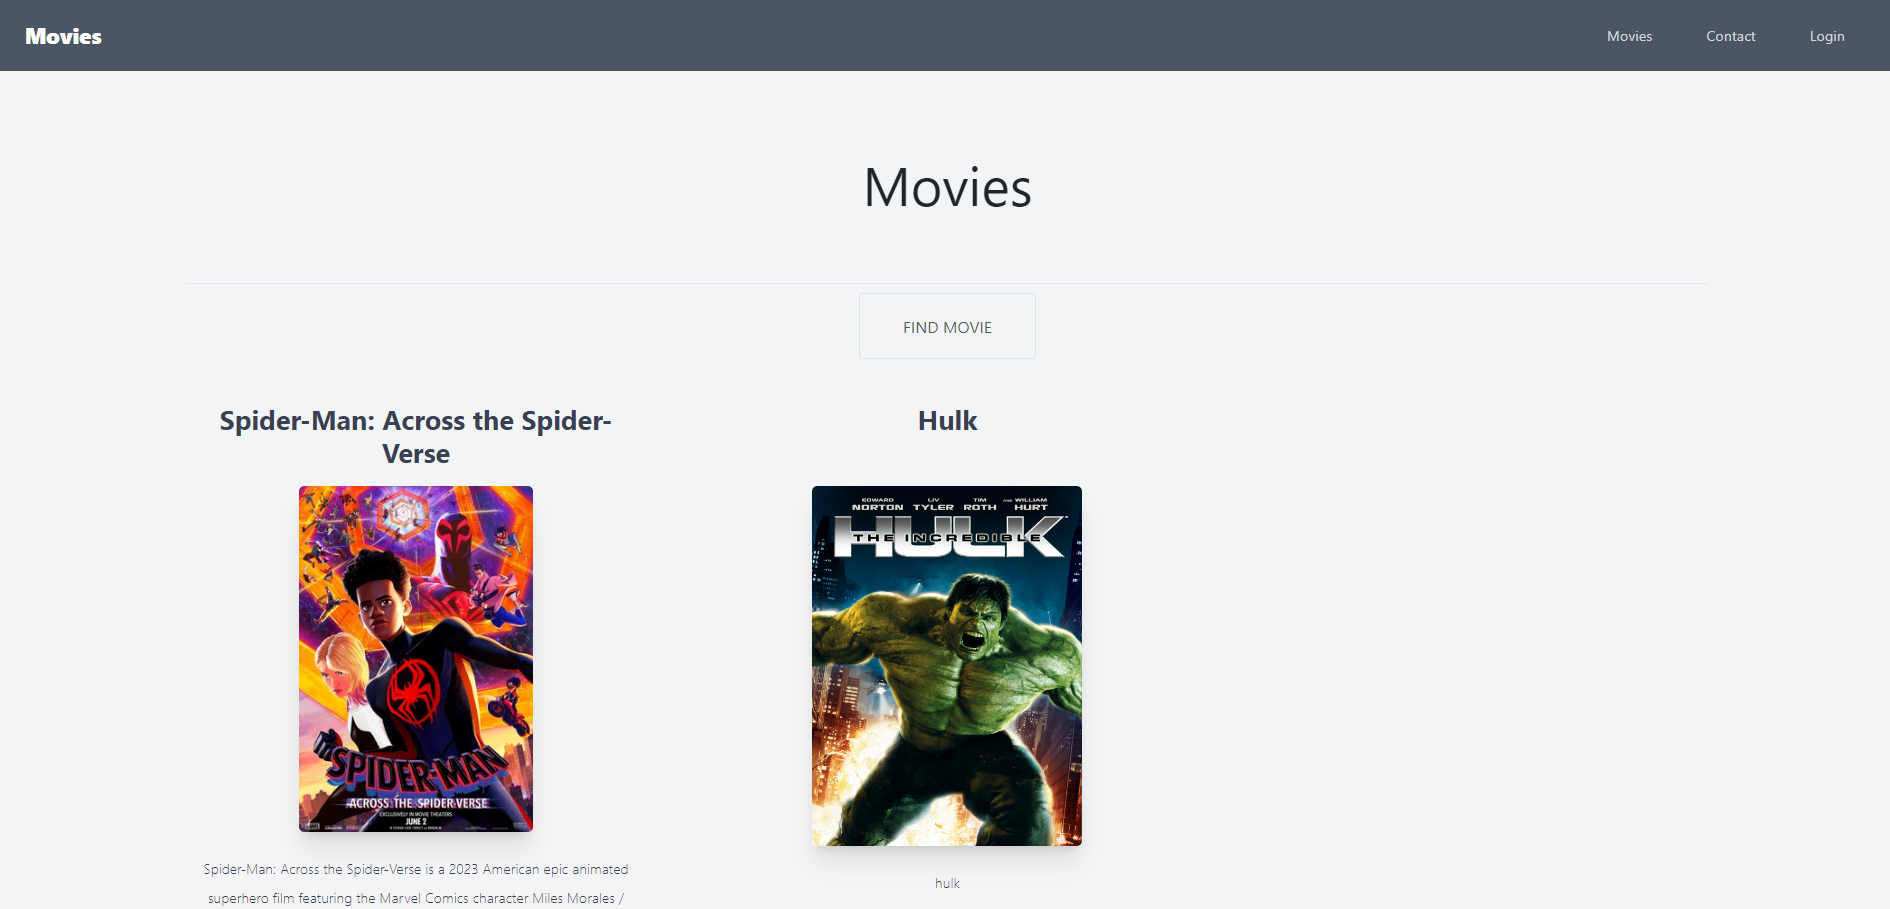 Movies
Movies
Contact
Login
Movies
FIND MOVIE
Spider-Man: Across the Spider-
Verse
Hulk
SPIDER-MAN
ACROSS THE SPIDER-VERSE
EXCLUSIVELY IN MOVIE THEATERS
JUNE 2
EDWARD NORTON LIV TYLER TIM ROTH AND WILLIAM HURT
THE INCREDIBLE
HULK
Spider-Man: Across the Spider-Verse is a 2023 American epic animated
superhero film featuring the Marvel Comics character Miles Morales /
hulk